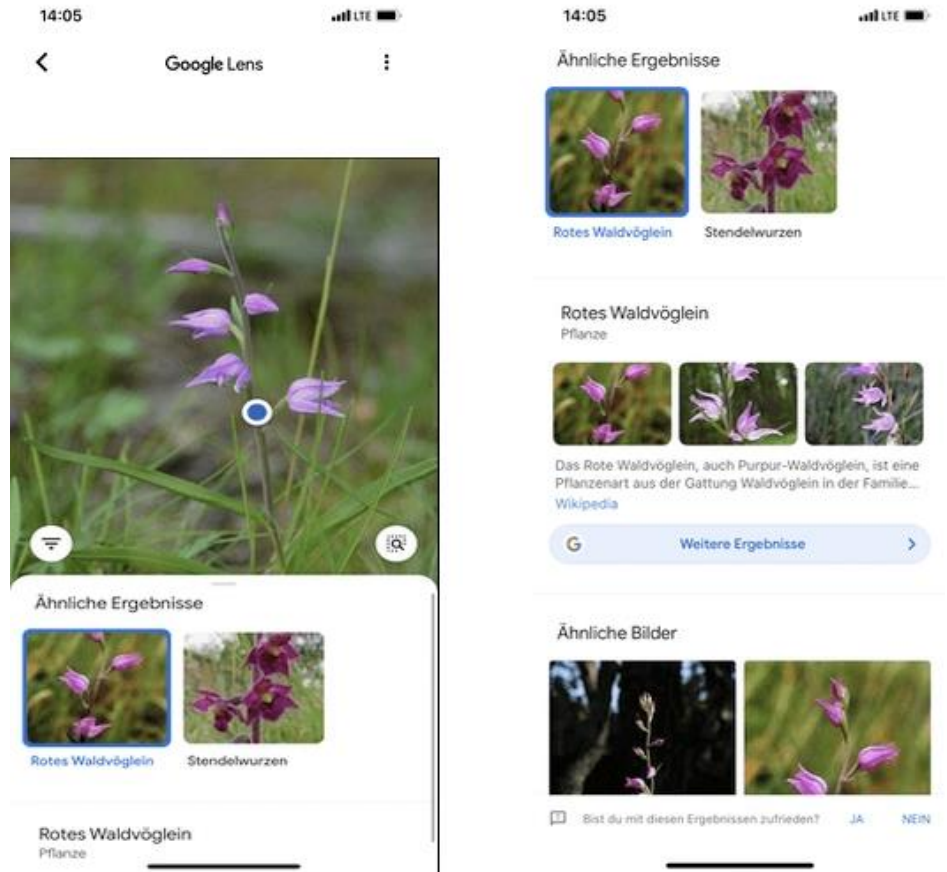 14:05
LTE
Google Lens
Ähnliche Ergebnisse
Rotes Waldvöglein
Stendelwurzen
Rotes Waldvöglein
Pflanze
14:05
LTE
Ähnliche Ergebnisse
Rotes Waldvöglein
Stendelwurzen
Rotes Waldvöglein
Pflanze
Das Rote Waldvöglein, auch Purpur-Waldvöglein, ist eine
Pflanzenart aus der Gattung Waldvöglein in der Familie...
Wikipedia
G
Weitere Ergebnisse
Ähnliche Bilder
Bist du mit diesen Ergebnissen zufrieden? JA NEIN